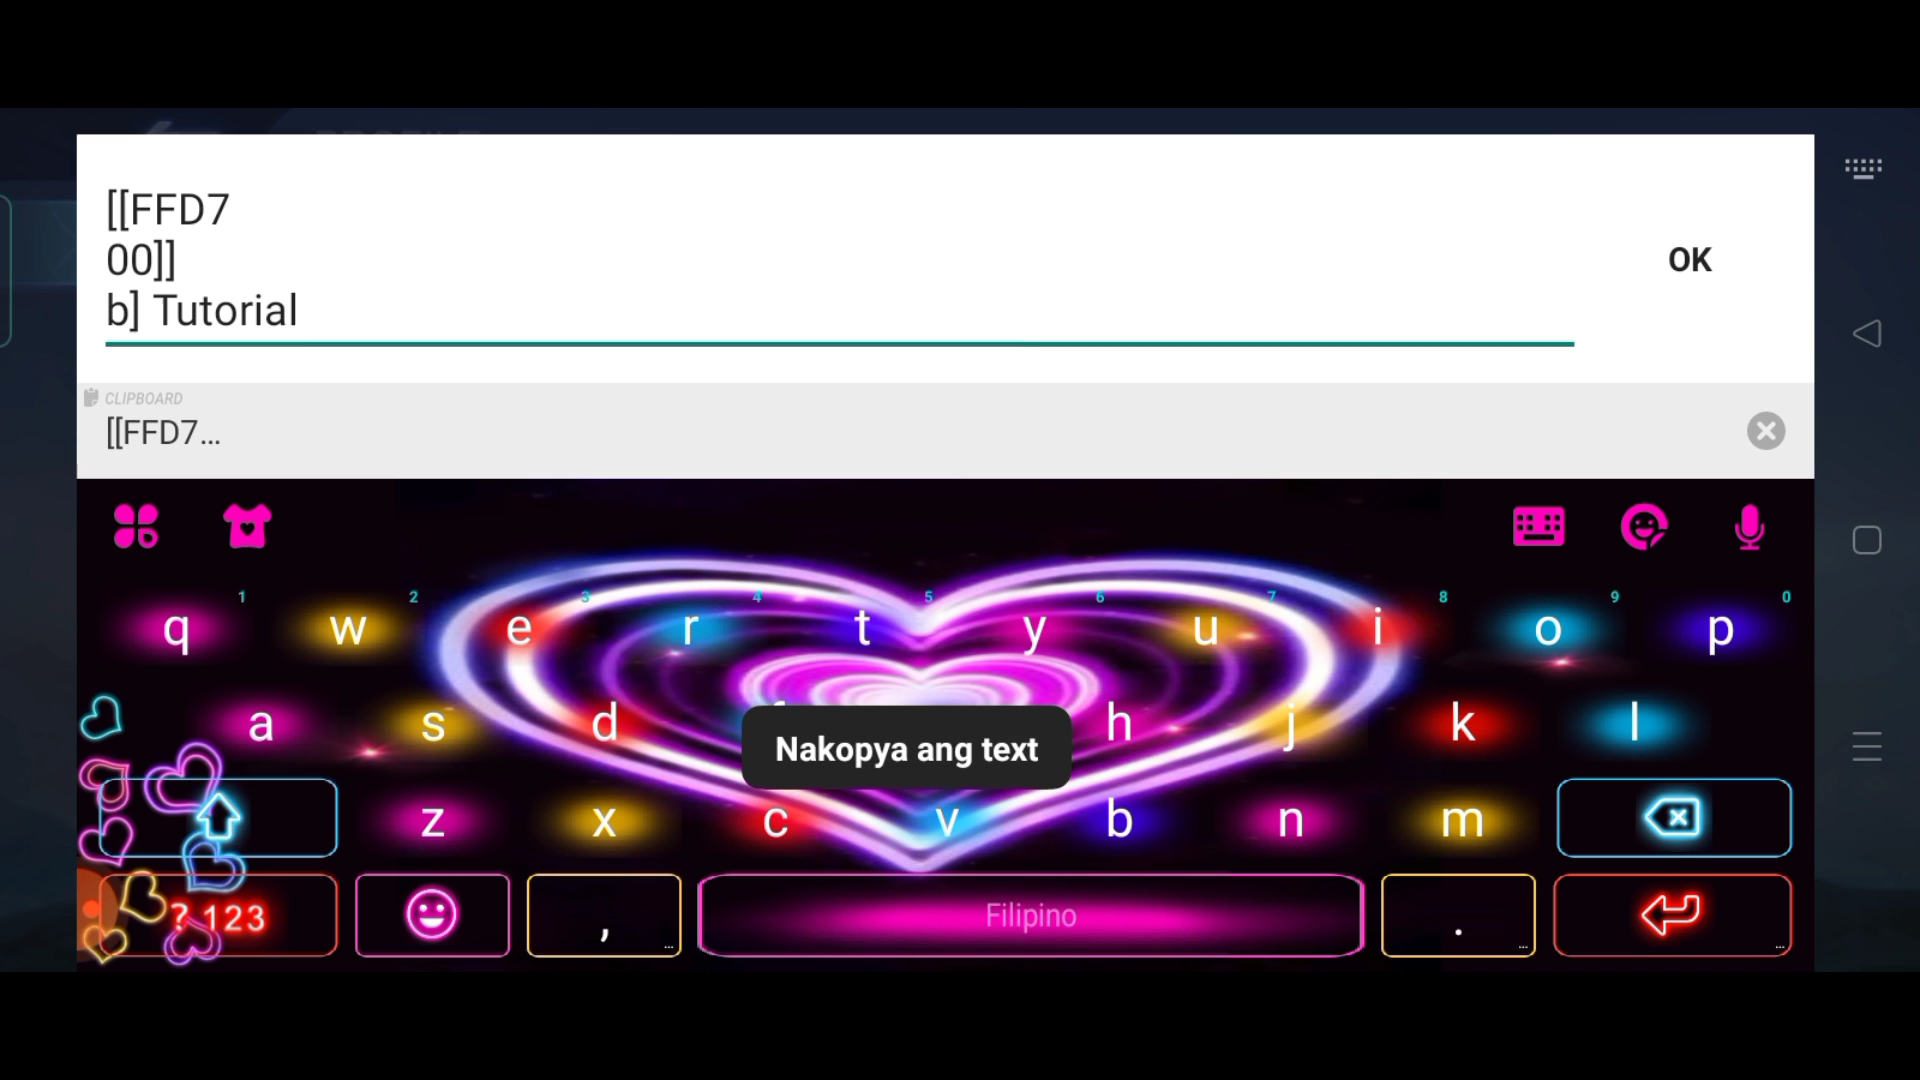 PROFILE
[[FFD7
00]]
b] Tutorial
OK
CLIPBOARD
[[FFD7...
1 2 3 4 5 6 7 8 9 0
q w e r t y u i o p
a s d h j k l
Nakopya ang text
z x c v b n m
?123 , Filipino .